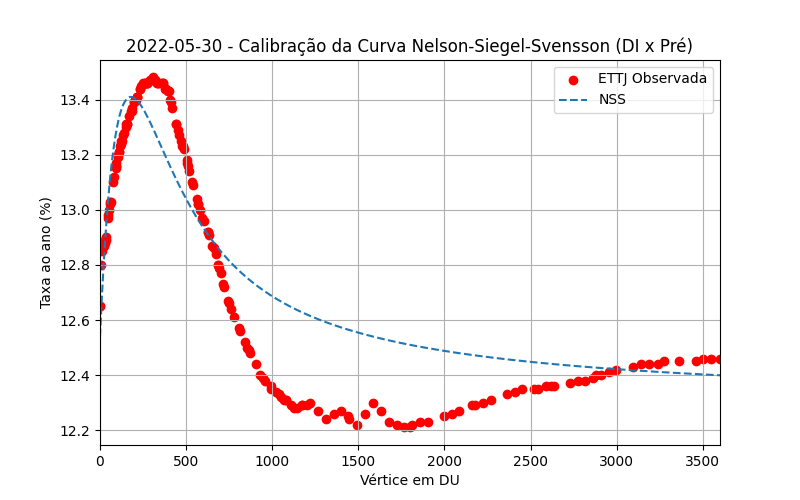 2022-05-30 - Calibração da Curva Nelson-Siegel-Svensson (DI x Pré)
ETTJ Observada
NSS
Taxa ao ano (%)
13.4
13.2
13.0
12.8
12.6
12.4
12.2
0 500 1000 1500 2000 2500 3000 3500
Vértice em DU